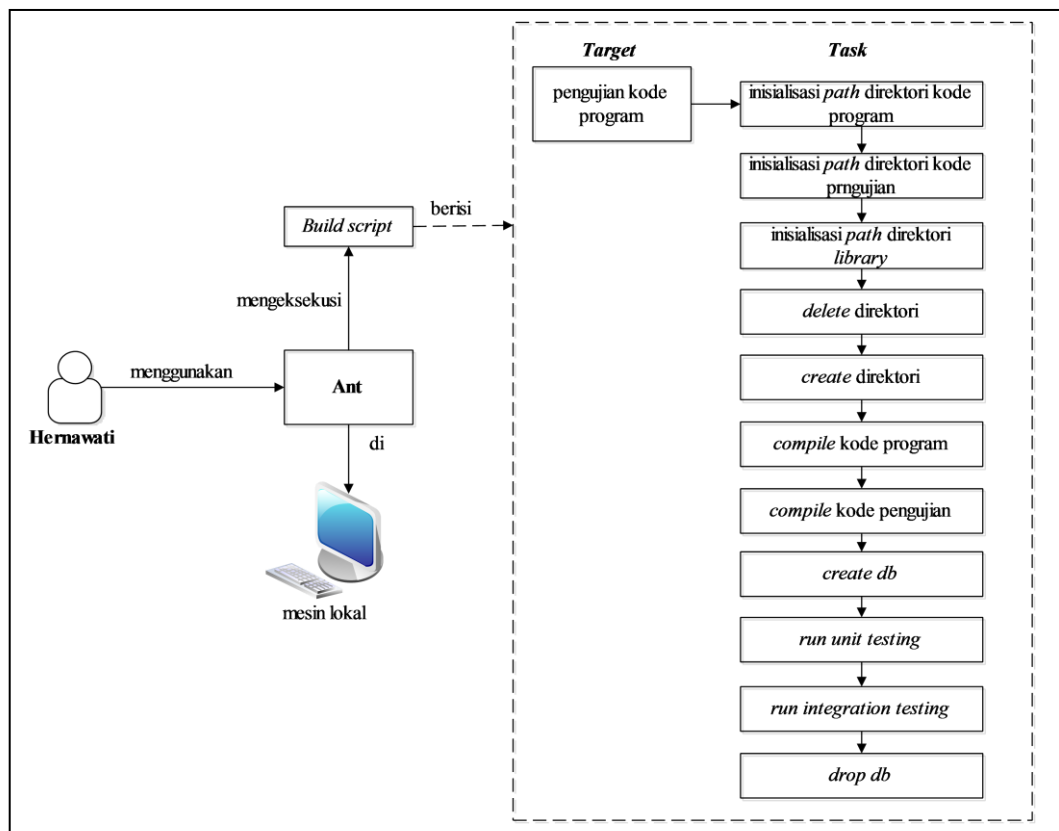 Target
Task
pengujian kode
program
inisialisasi path direktori kode
program
inisialisasi path direktori kode
prngujian
inisialisasi path direktori
library
delete direktori
create direktori
compile kode program
compile kode pengujian
create db
run unit testing
run integration testing
drop db
berisi
Build script
mengeksekusi
menggunakan
Ant
Hernawati
di
mesin lokal